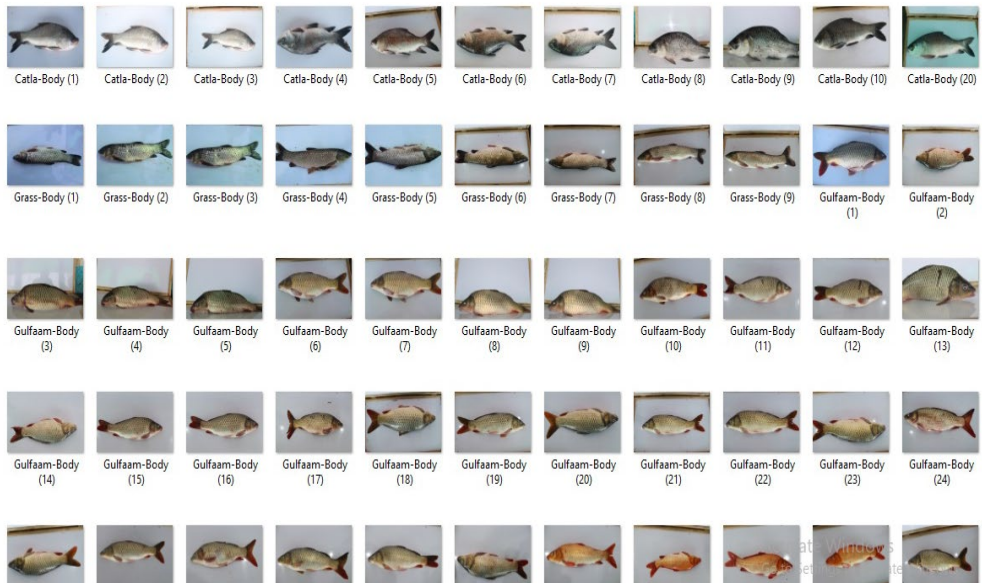 Catla-Body (1) Catla-Body (2) Catla-Body (3) Catla-Body (4) Catla-Body (5) Catla-Body (6) Catla-Body (7) Catla-Body (8) Catla-Body (9) Catla-Body (10) Catla-Body (20)
Grass-Body (1) Grass-Body (2) Grass-Body (3) Grass-Body (4) Grass-Body (5) Grass-Body (6) Grass-Body (7) Grass-Body (8) Grass-Body (9) Gulfaam-Body Gulfaam-Body
(1) (2)
Gulfaam-Body Gulfaam-Body Gulfaam-Body Gulfaam-Body Gulfaam-Body Gulfaam-Body Gulfaam-Body Gulfaam-Body Gulfaam-Body Gulfaam-Body Gulfaam-Body
(3) (4) (5) (6) (7) (8) (9) (10) (11) (12) (13)
Gulfaam-Body Gulfaam-Body Gulfaam-Body Gulfaam-Body Gulfaam-Body Gulfaam-Body Gulfaam-Body Gulfaam-Body Gulfaam-Body Gulfaam-Body Gulfaam-Body
(14) (15) (16) (17) (18) (19) (20) (21) (22) (23) (24)
Windows